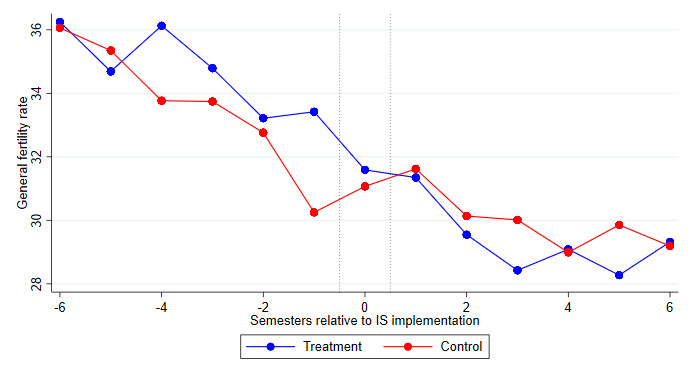 General fertility rate
36
34
32
30
28
-6 -4 -2 0 2 4 6
Semesters relative to IS implementation
Treatment Control